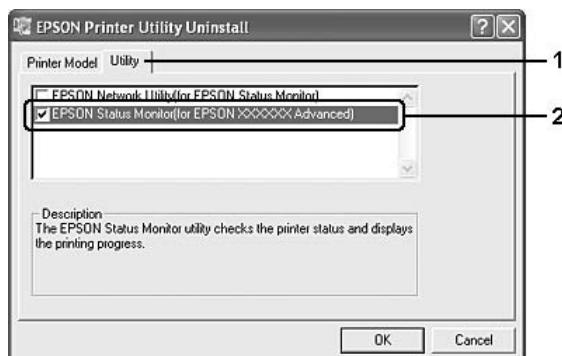 EPSON Printer Utility Uninstall
Printer Model Utility 1
EPSON Network Utility(for EPSON Status Monitor)
EPSON Status Monitor(for EPSON XXXXXX Advanced) 2
Description
The EPSON Status Monitor utility checks the printer status and displays
the printing progress.
OK Cancel